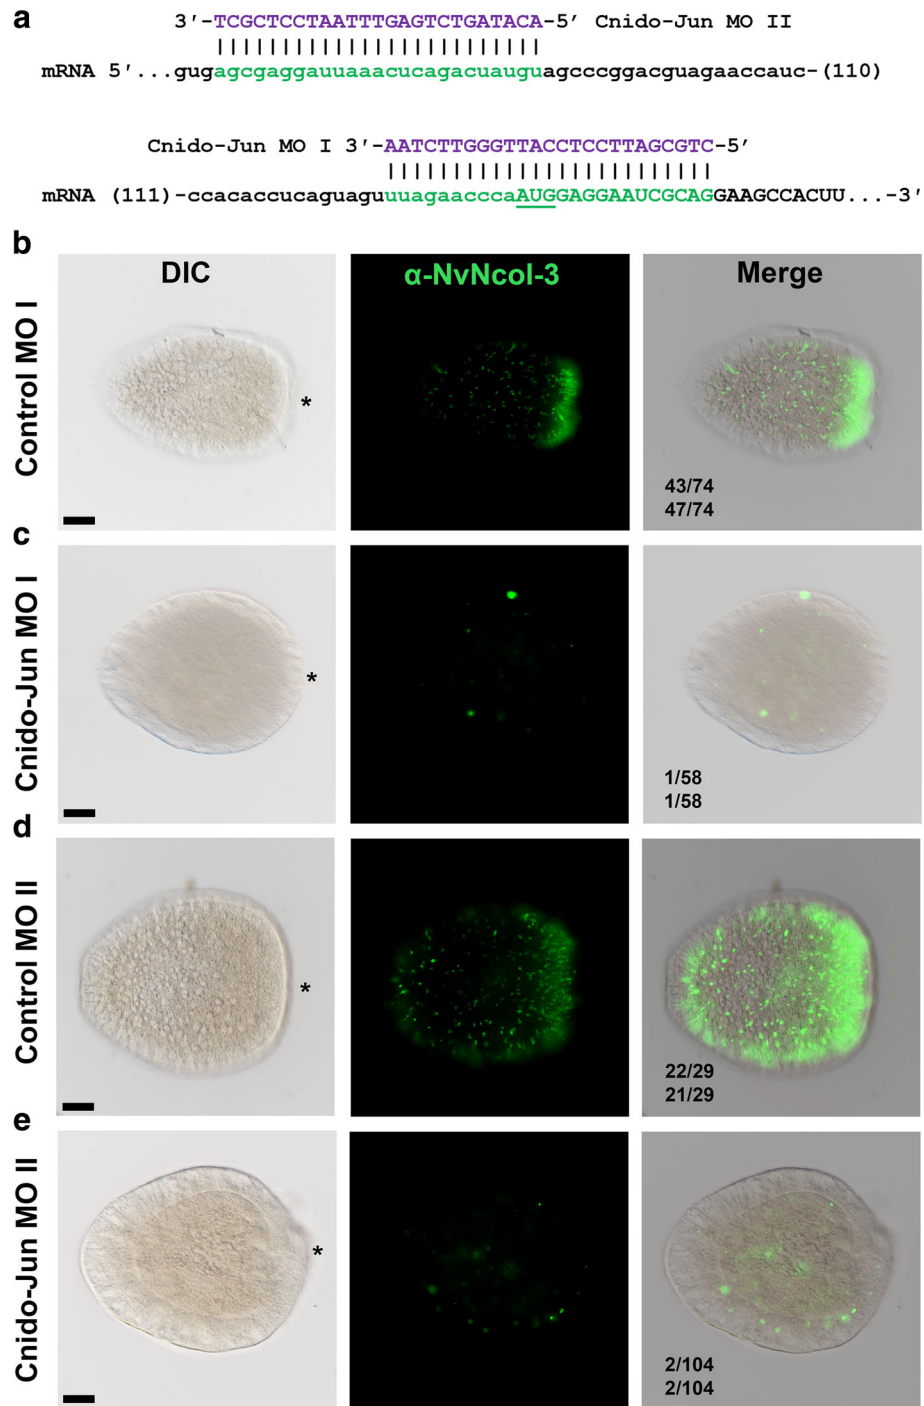 a
3′-TCGCTCCTAATTTGAGTCTGATACA-5′ Cnido-Jun MO II
|||||||||||||||||||||||||
mRNA 5′...gugagcgaggauuaaacucagacuauguagcccggacguagaaccauc-(110)
Cnido-Jun MO I 3′-AATCTTGGGTTACCTCCTTAGCGTC-5′
|||||||||||||||||||||||||
mRNA (111)-ccacaccucaguaguuuagaacccaAUGGAGGAAUCGCAGGAAGCCACUU...-3′
b
Control MO I
DIC
α-NvNcol-3
Merge
*
43/74
47/74
c
Cnido-Jun MO I
*
1/58
1/58
d
Control MO II
*
22/29
21/29
e
Cnido-Jun MO II
*
2/104
2/104